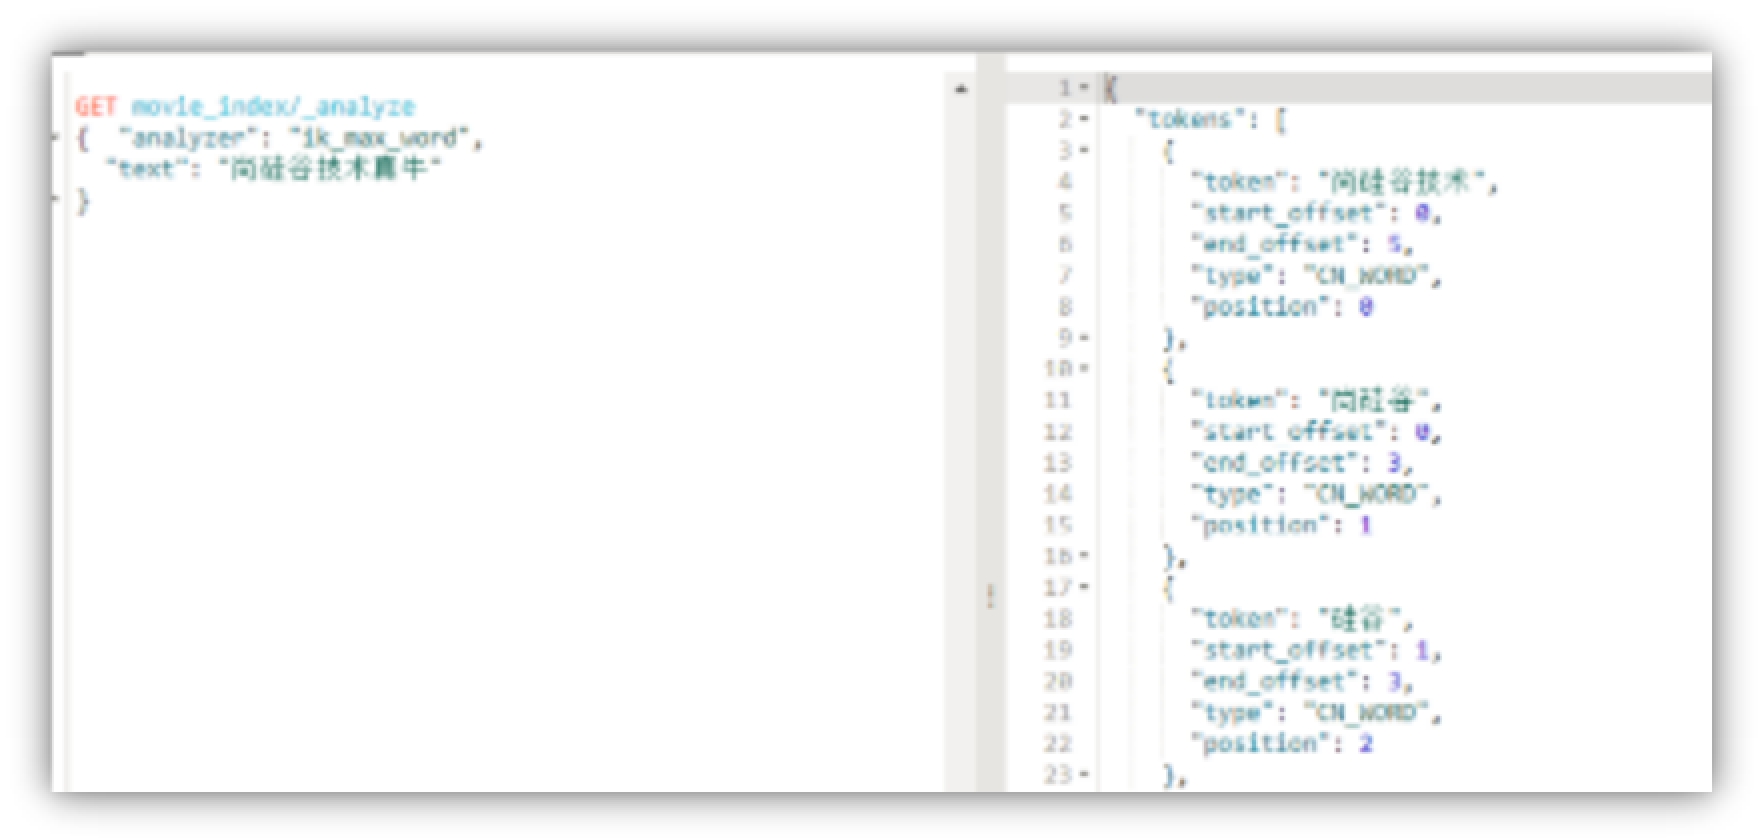 GET movie_index/_analyze
{  "analyzer": "ik_max_word",
"text": "尚硅谷技术真牛"
}
1 {
2 "tokens": [
3 {
4 "token": "尚硅谷技术",
5 "start_offset": 0,
6 "end_offset": 5,
7 "type": "CN_WORD",
8 "position": 0
9 },
10 {
11 "token": "尚硅谷",
12 "start_offset": 0,
13 "end_offset": 3,
14 "type": "CN_WORD",
15 "position": 1
16 },
17 {
18 "token": "硅谷",
19 "start_offset": 1,
20 "end_offset": 3,
21 "type": "CN_WORD",
22 "position": 2
23 },